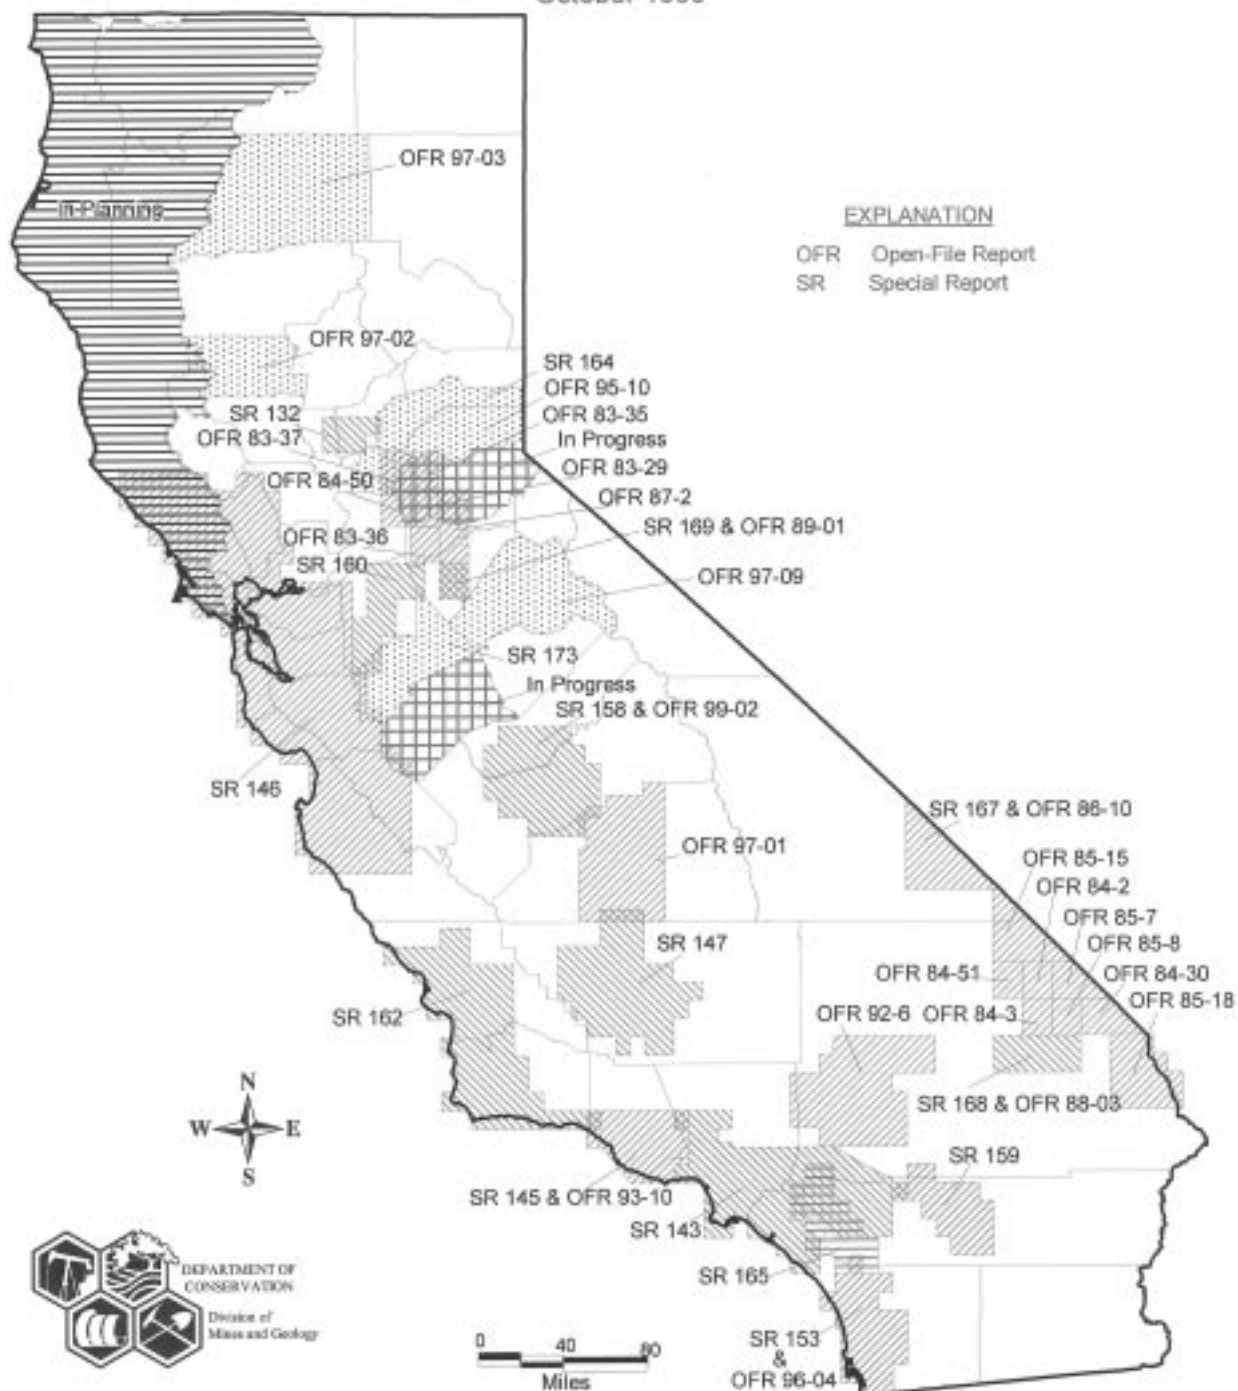 OFR 97-03
In-Planning
EXPLANATION
OFR Open-File Report
SR Special Report
OFR 97-02
SR 164
OFR 95-10
SR 132
OFR 83-35
OFR 83-37
In Progress
OFR 83-29
OFR 84-50
OFR 87-2
SR 169 & OFR 89-01
OFR 83-36
SR 160
OFR 97-09
SR 173
In Progress
SR 158 & OFR 99-02
SR 146
SR 167 & OFR 86-10
OFR 97-01
OFR 85-15
OFR 84-2
OFR 85-7
SR 147
OFR 85-8
OFR 84-51
OFR 84-30
OFR 85-18
SR 162
OFR 92-6
OFR 84-3
N
W E
S
SR 168 & OFR 88-03
SR 159
SR 145 & OFR 93-10
SR 143
SR 165
DEPARTMENT OF
CONSERVATION
Division of
Mines and Geology
0 40 80
Miles
SR 153
&
OFR 96-04